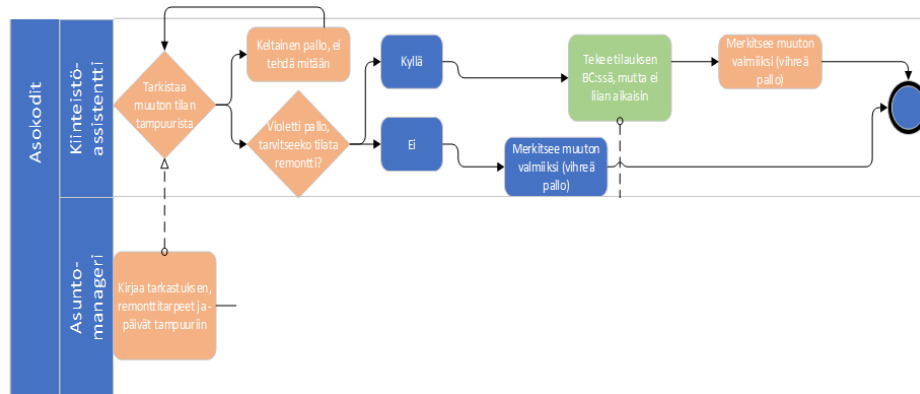 Asokodit
Kiinteistö-
assistentti
Asunto-
manageri
Tarkistaa
muuton tilan
tampuurista
Keltainen pallo, ei
tehdä mitään
Violetti pallo,
tarvitseeko tilata
remontti?
Kyllä
Ei
Tekee tilauksen
BC:ssä, mutta ei
liian aikaisin
Merkitsee muuton
valmiiksi (vihreä
pallo)
Merkitsee muuton
valmiiksi (vihreä
pallo)
Kirjaa tarkastuksen,
remonttitarpeet ja -
päivät tampuuriin